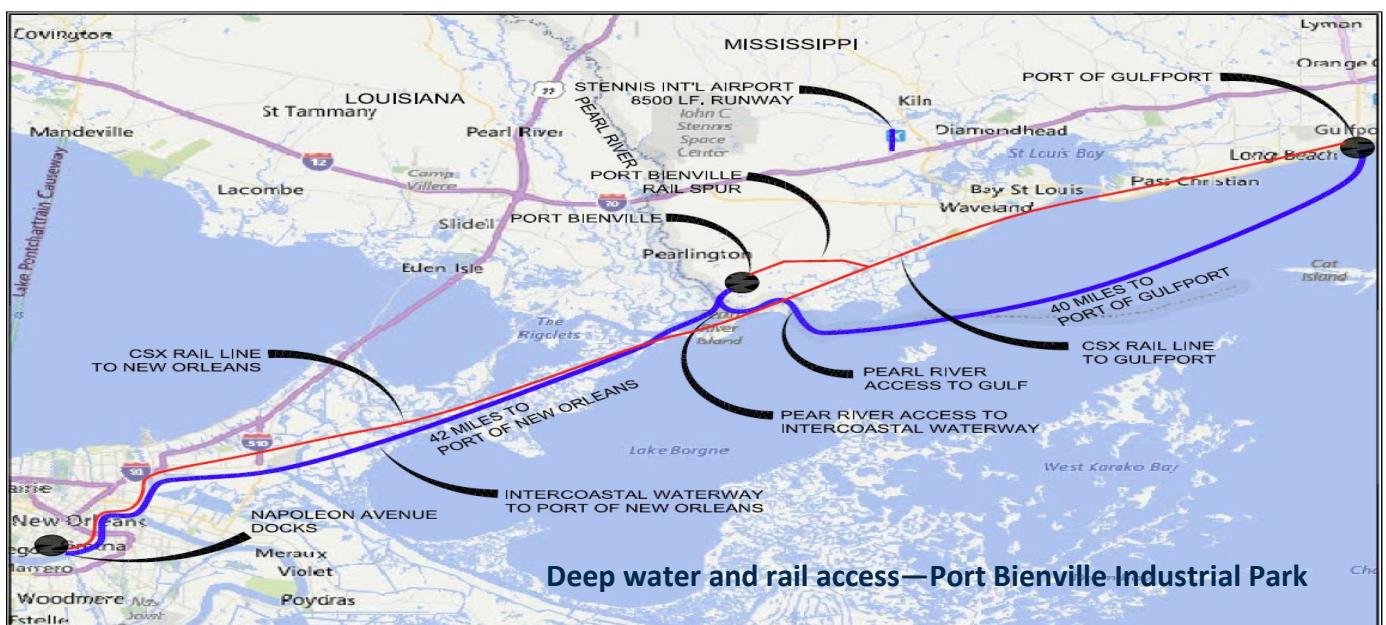 Covington
Lyman
MISSISSIPPI
PORT OF GULFPORT
STENNIS INT'L AIRPORT
8500 LF. RUNWAY
Kiln
LOUISIANA
St Tammany
PEARL RIVER
John C
Stennis
Space
Center
Mandeville
Pearl River
Diamondhead
St Louis Bay
Long Beach
12
Camp
Villere
PORT BIENVILLE
RAIL SPUR
Pass Christian
Lacombe
Bay St Louis
Waveland
10
Slidell
PORT BIENVILLE
Pearlington
Lake Pontchartrain Causeway
Eden Isle
Cat
Island
40 MILES TO
PORT OF GULFPORT
The
Rigolets
River
Island
CSX RAIL LINE
TO NEW ORLEANS
CSX RAIL LINE
TO GULFPORT
PEARL RIVER
ACCESS TO GULF
42 MILES TO
PORT OF NEW ORLEANS
PEAR RIVER ACCESS TO
INTERCOASTAL WATERWAY
510
Lake Borgne
West Karako Bay
INTERCOASTAL WATERWAY
TO PORT OF NEW ORLEANS
NAPOLEON AVENUE
DOCKS
New Orleans
Meraux
Violet
Deep water and rail access—Port Bienville Industrial Park
Woodmere
Poydras
Estelle